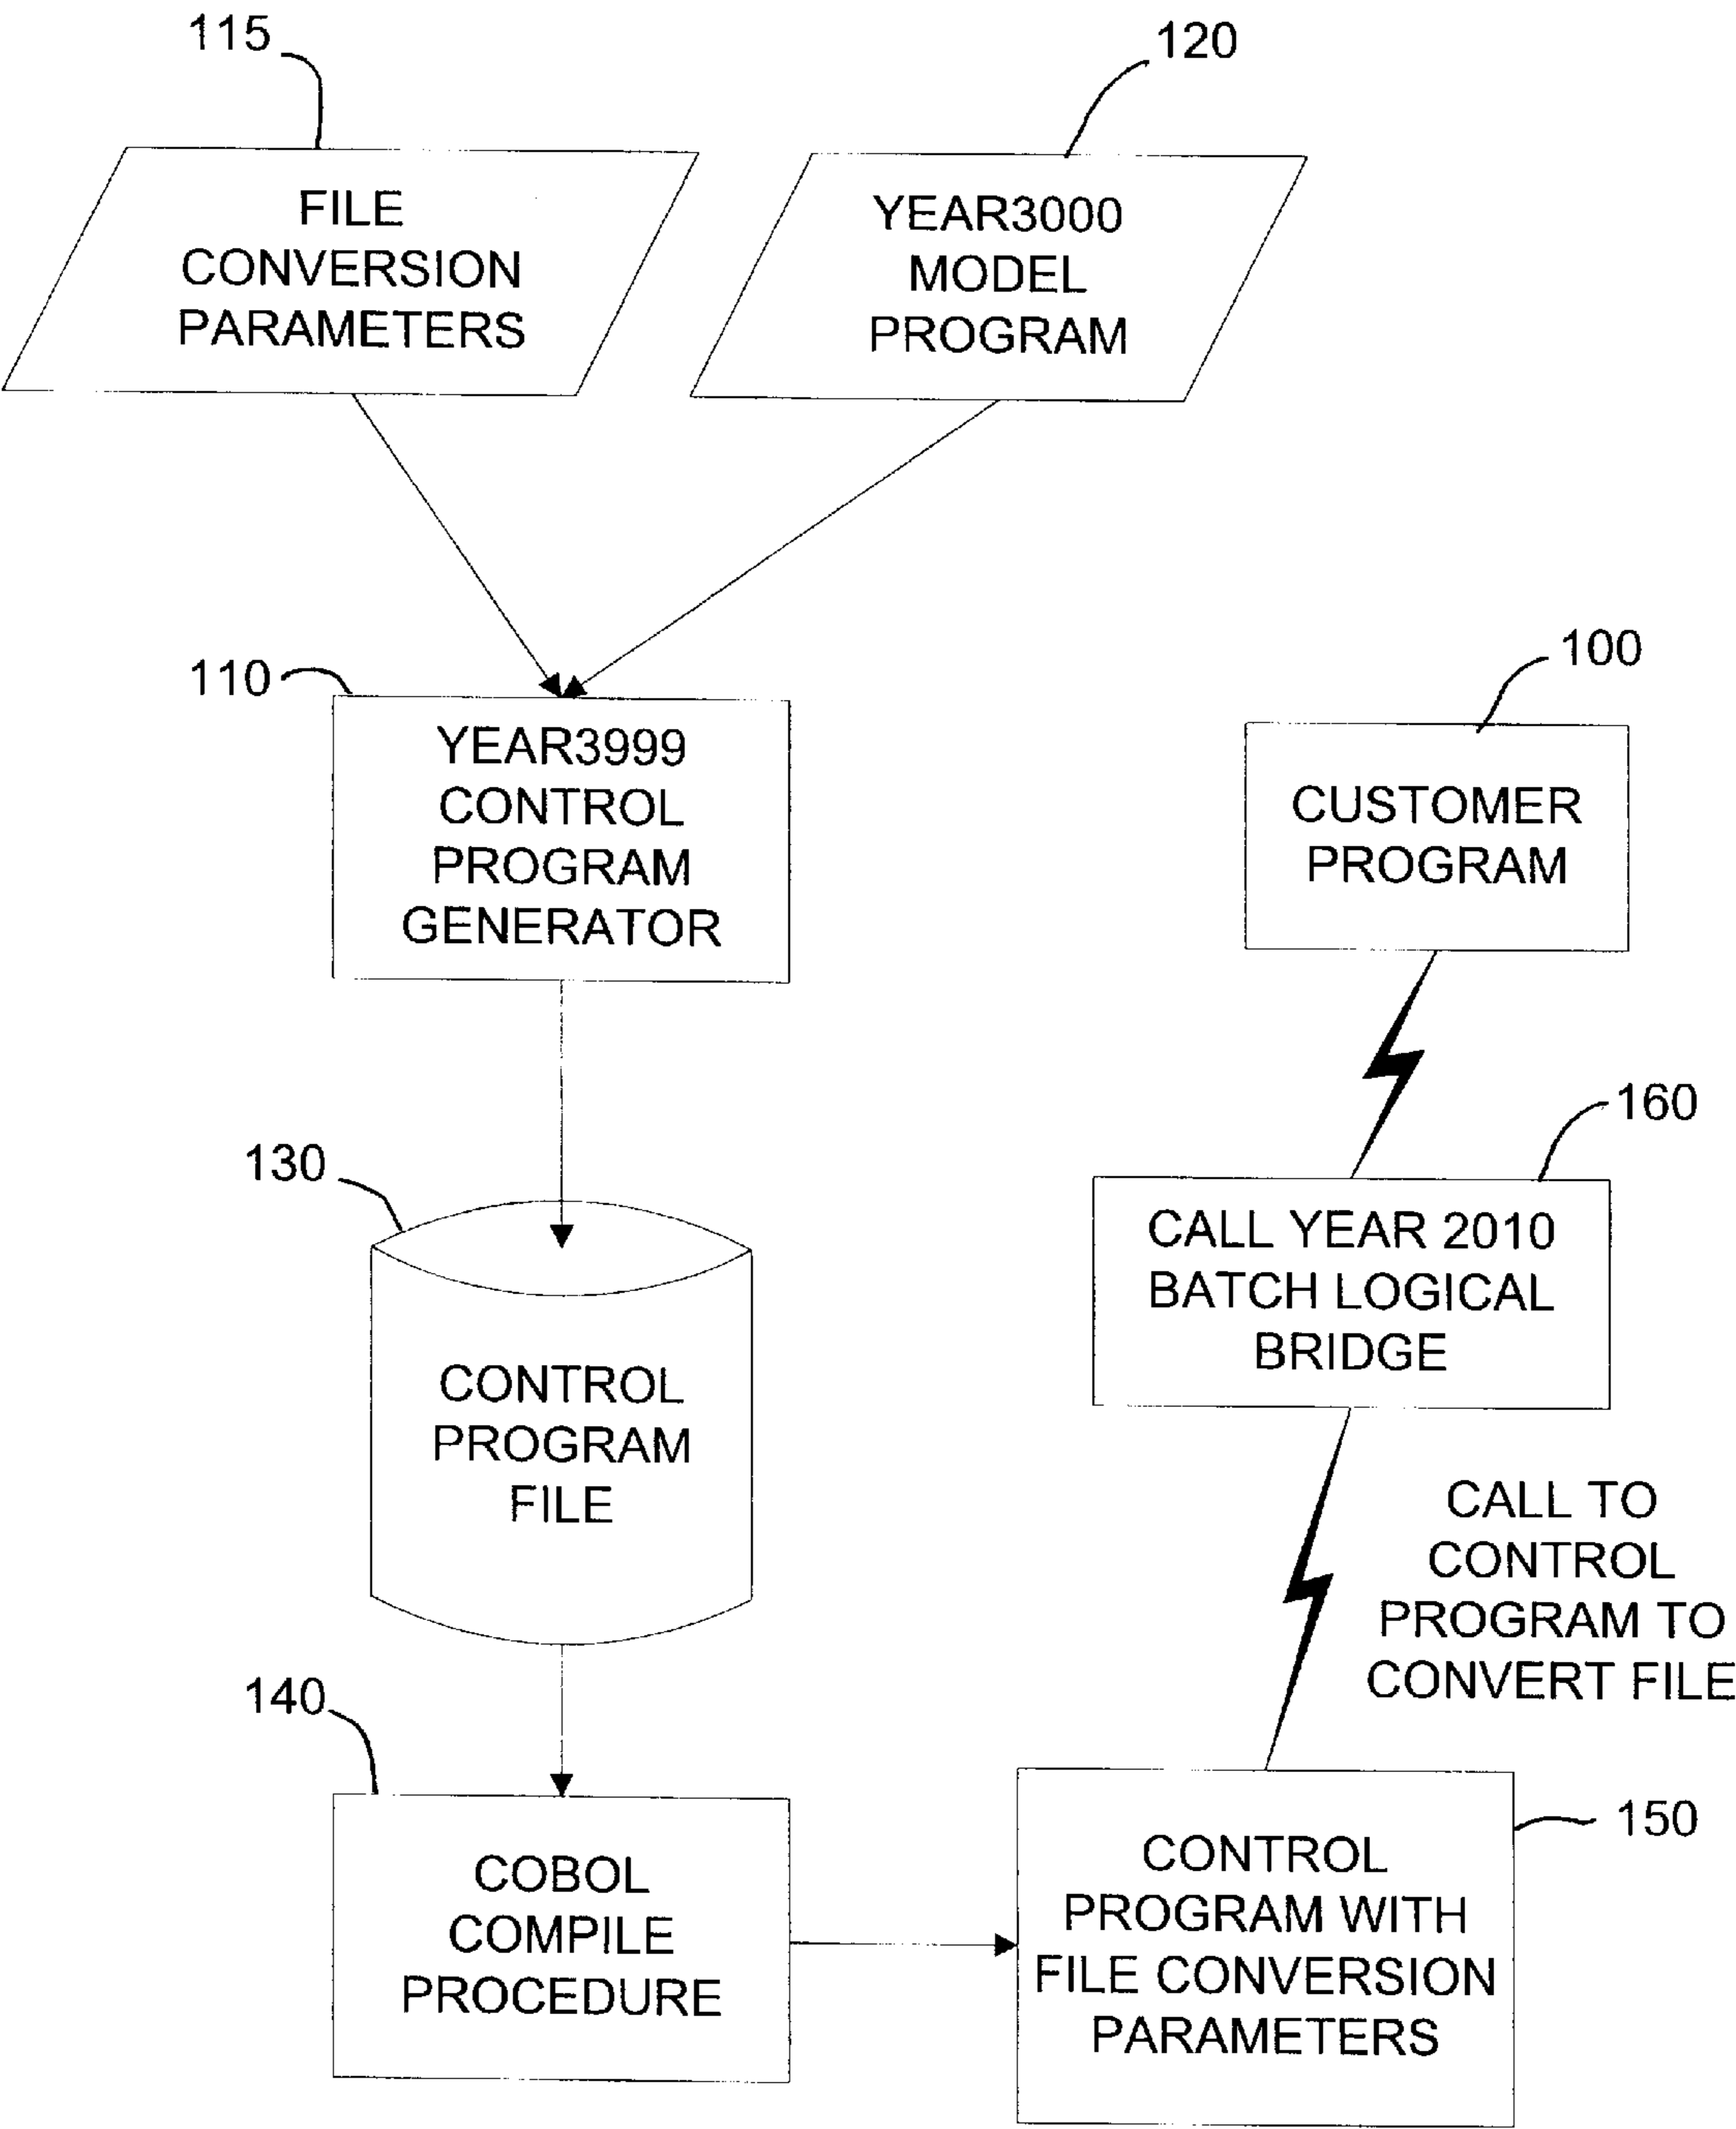 115
120
FILE
CONVERSION
PARAMETERS
YEAR3000
MODEL
PROGRAM
110
YEAR3999
CONTROL
PROGRAM
GENERATOR
100
CUSTOMER
PROGRAM
130
CONTROL
PROGRAM
FILE
160
CALL YEAR 2010
BATCH LOGICAL
BRIDGE
CALL TO
CONTROL
PROGRAM TO
CONVERT FILE
140
COBOL
COMPILE
PROCEDURE
150
CONTROL
PROGRAM WITH
FILE CONVERSION
PARAMETERS